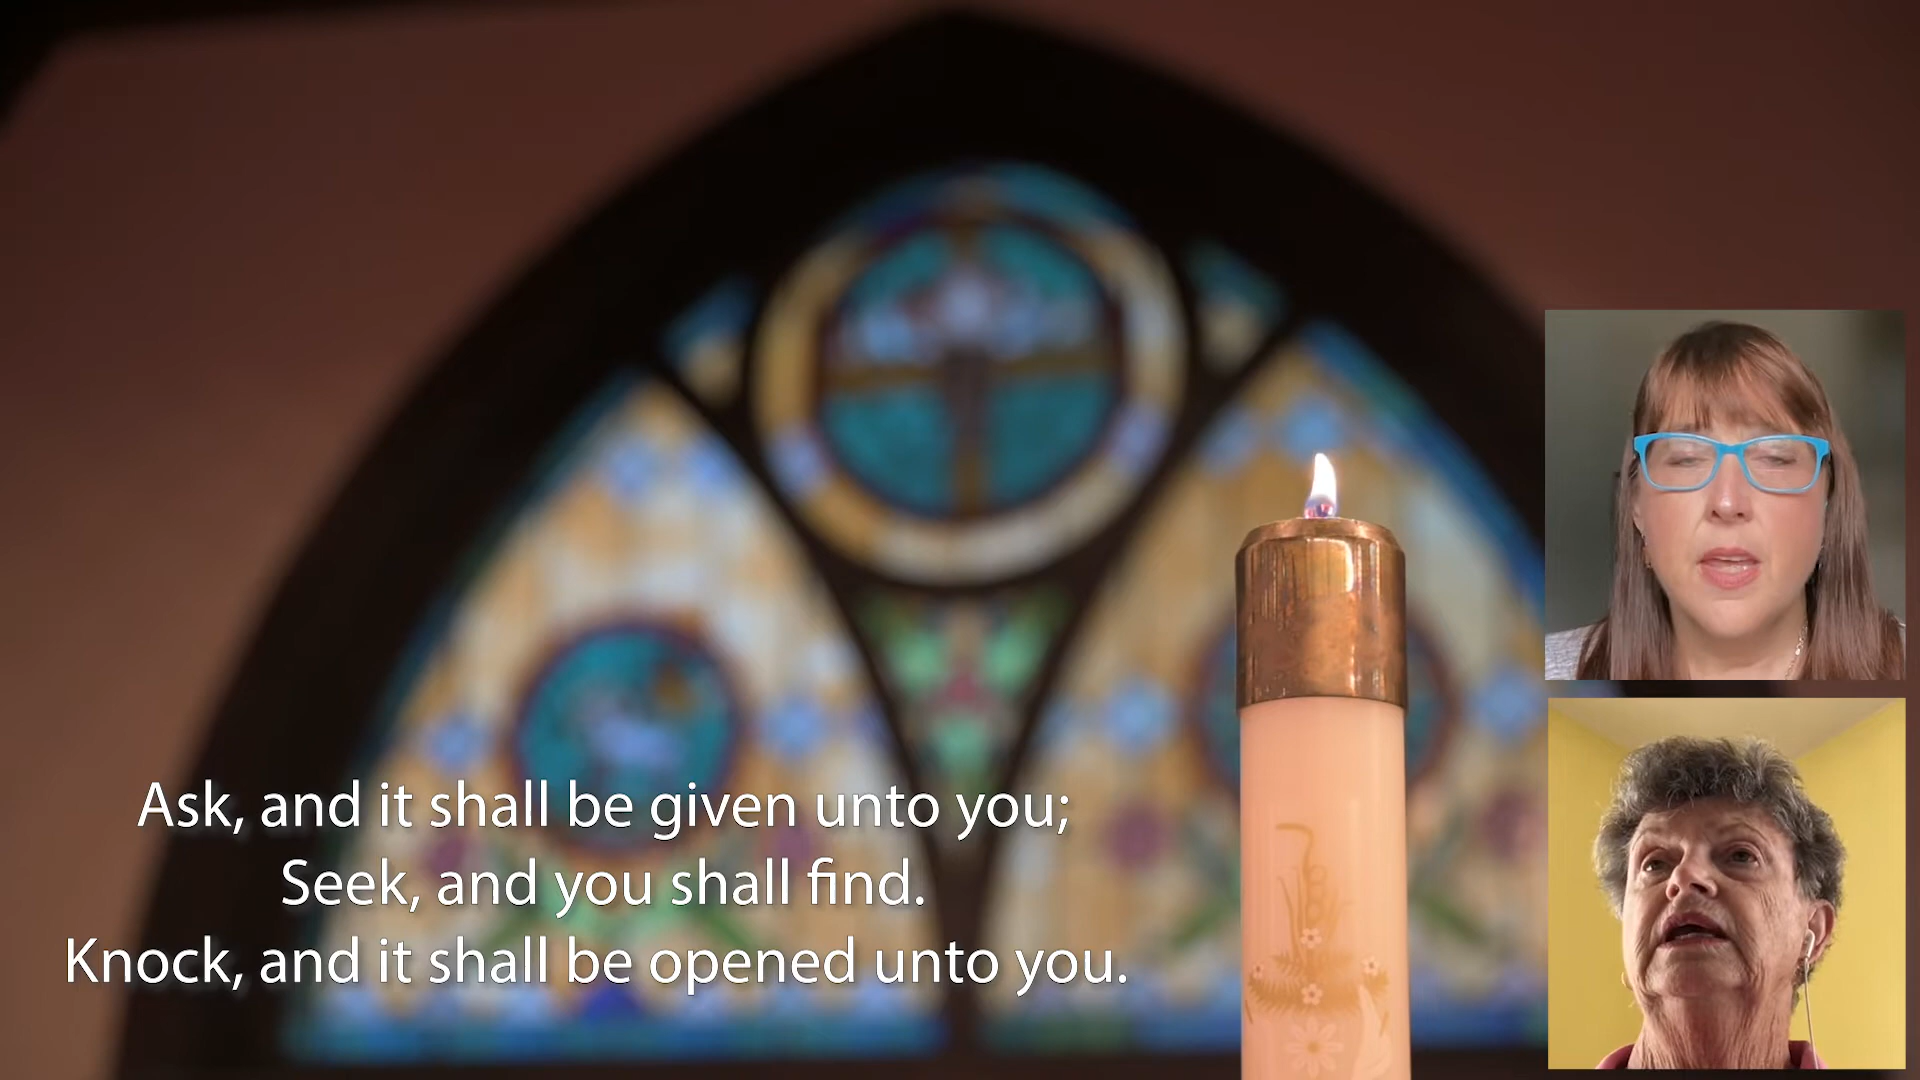 Ask, and it shall be given unto you;
Seek, and you shall find.
Knock, and it shall be opened unto you.